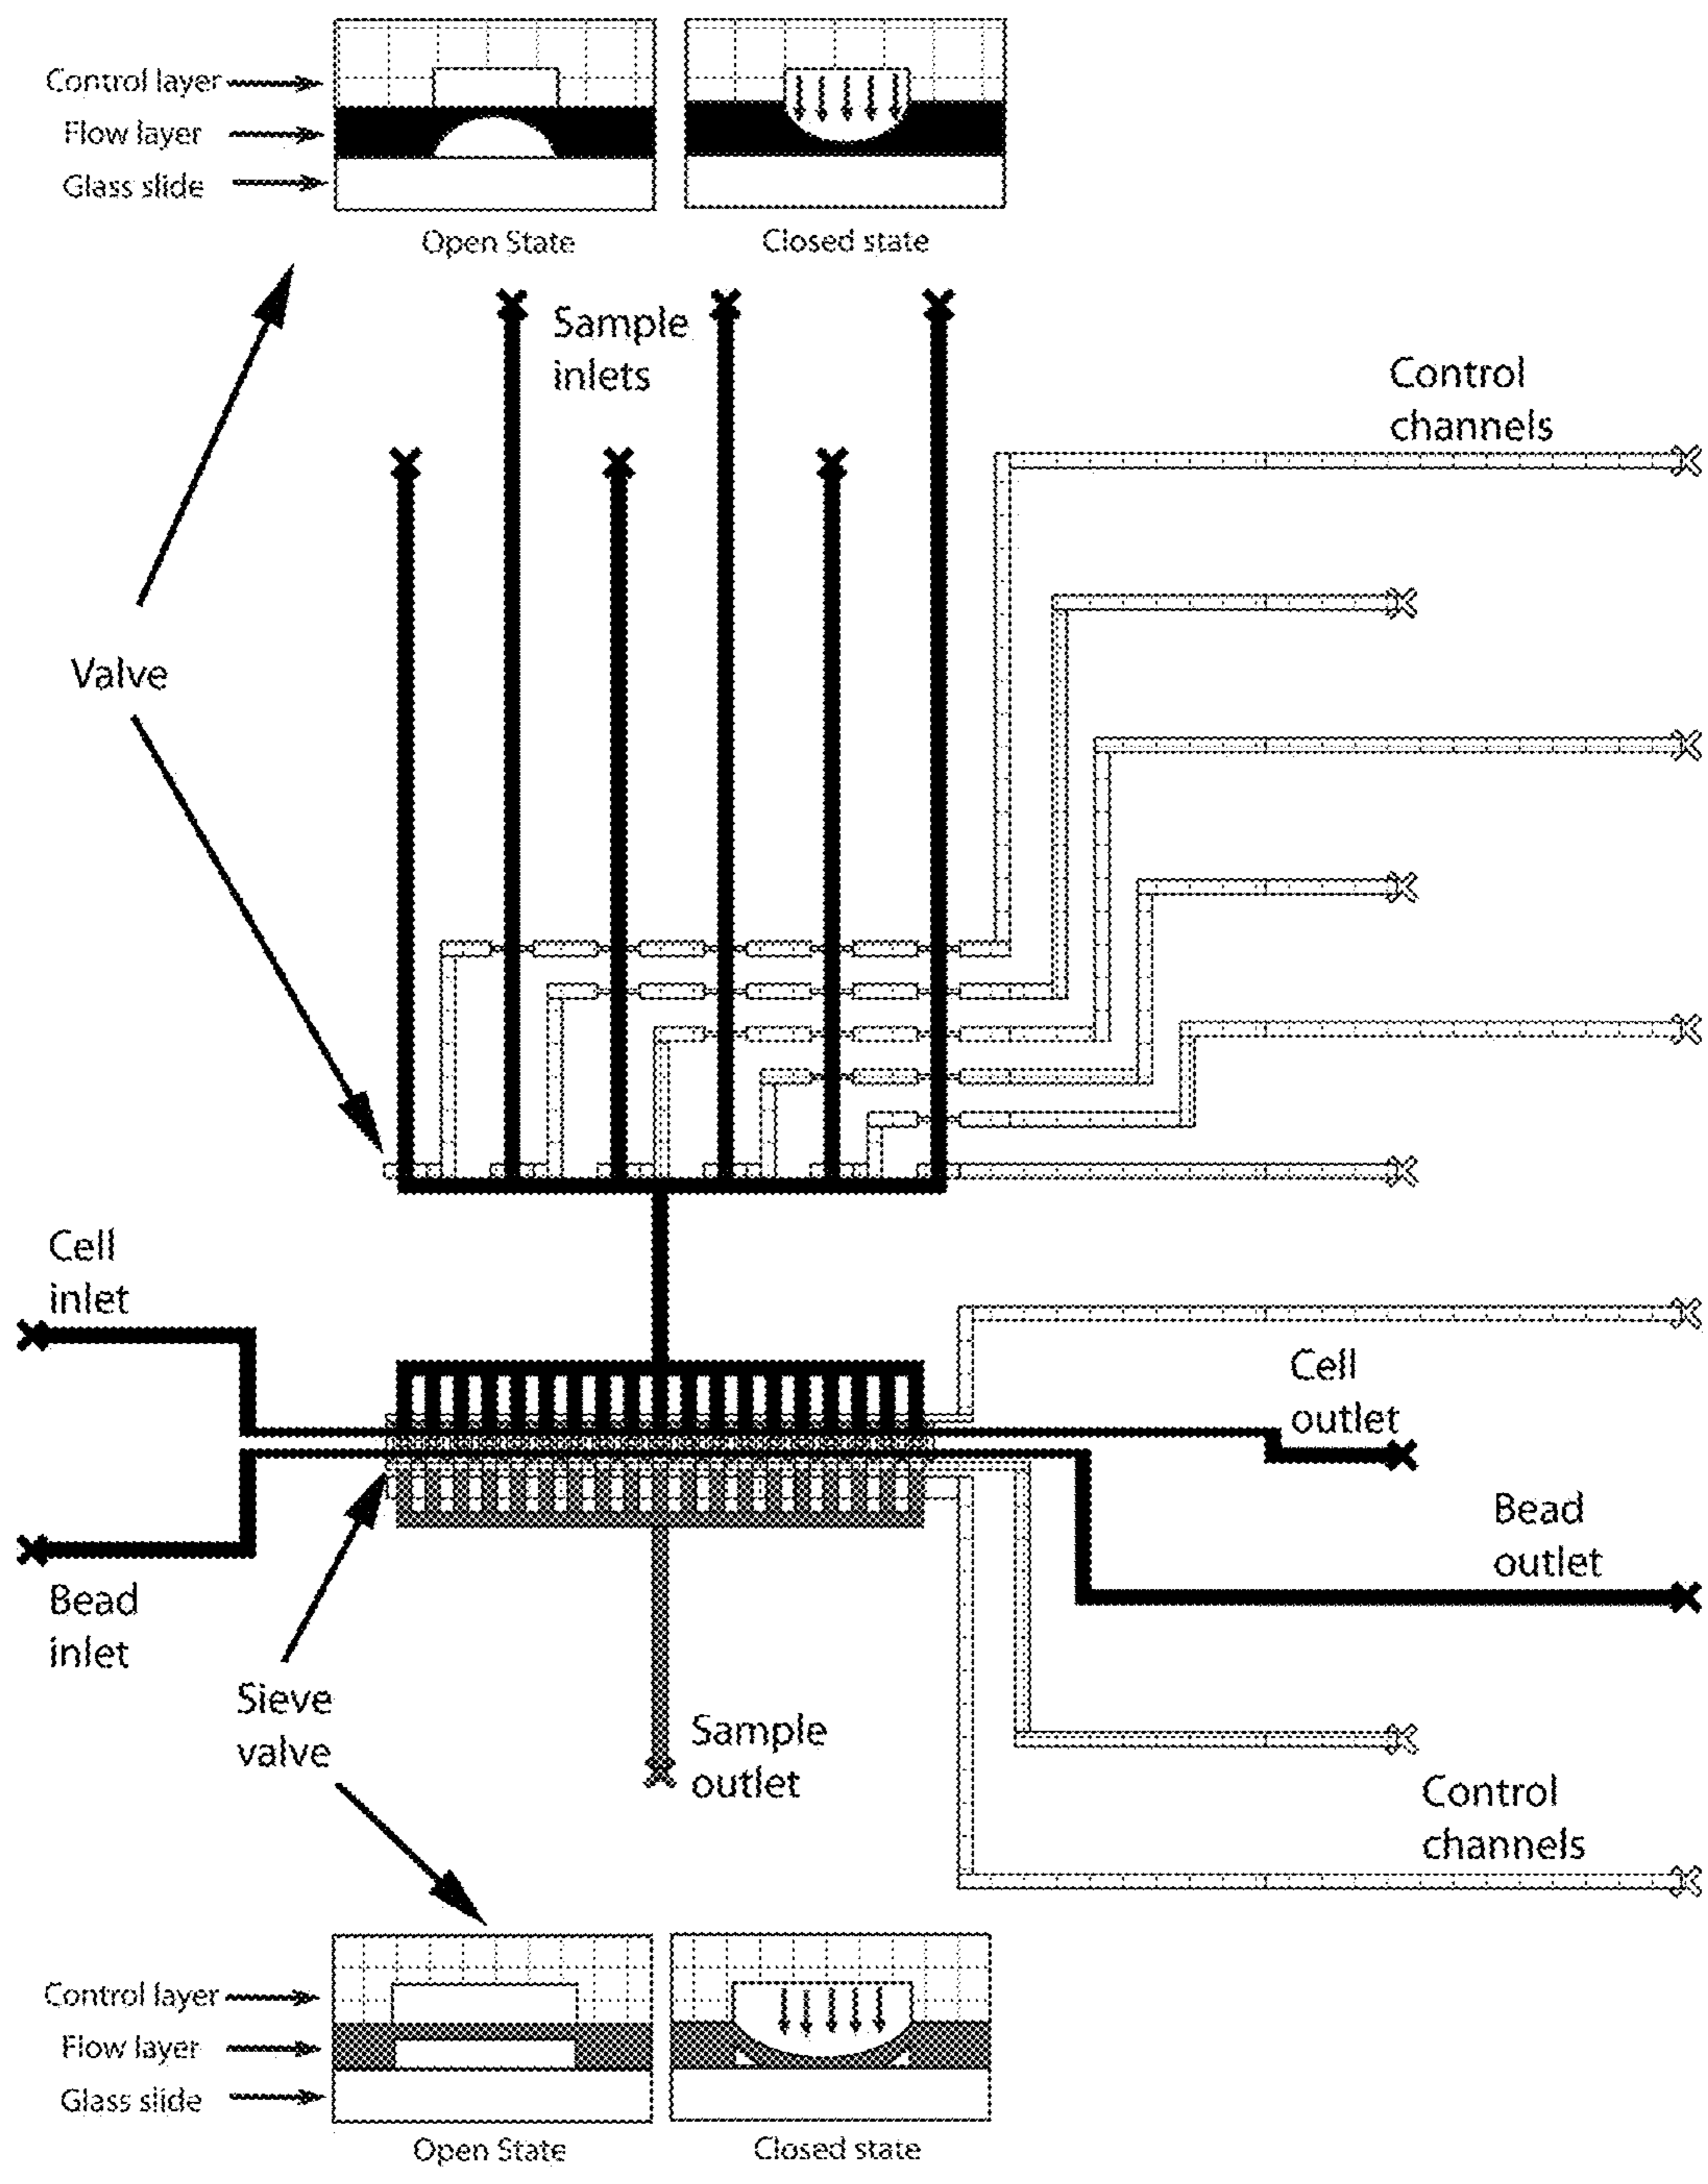 Control layer
Flow layer
Glass slide
Open State
Closed state
Sample
inlets
Control
channels
Valve
Cell
inlet
Cell
outlet
Bead
outlet
Bead
inlet
Sieve
valve
Sample
outlet
Control
channels
Control layer
Flow layer
Glass slide
Open State
Closed state